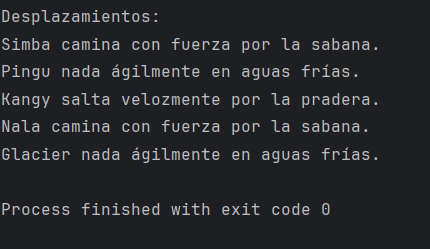 Desplazamientos:
Simba camina con fuerza por la sabana.
Pingu nada ágilmente en aguas frías.
Kangy salta velozmente por la pradera.
Nala camina con fuerza por la sabana.
Glacier nada ágilmente en aguas frías.
Process finished with exit code 0